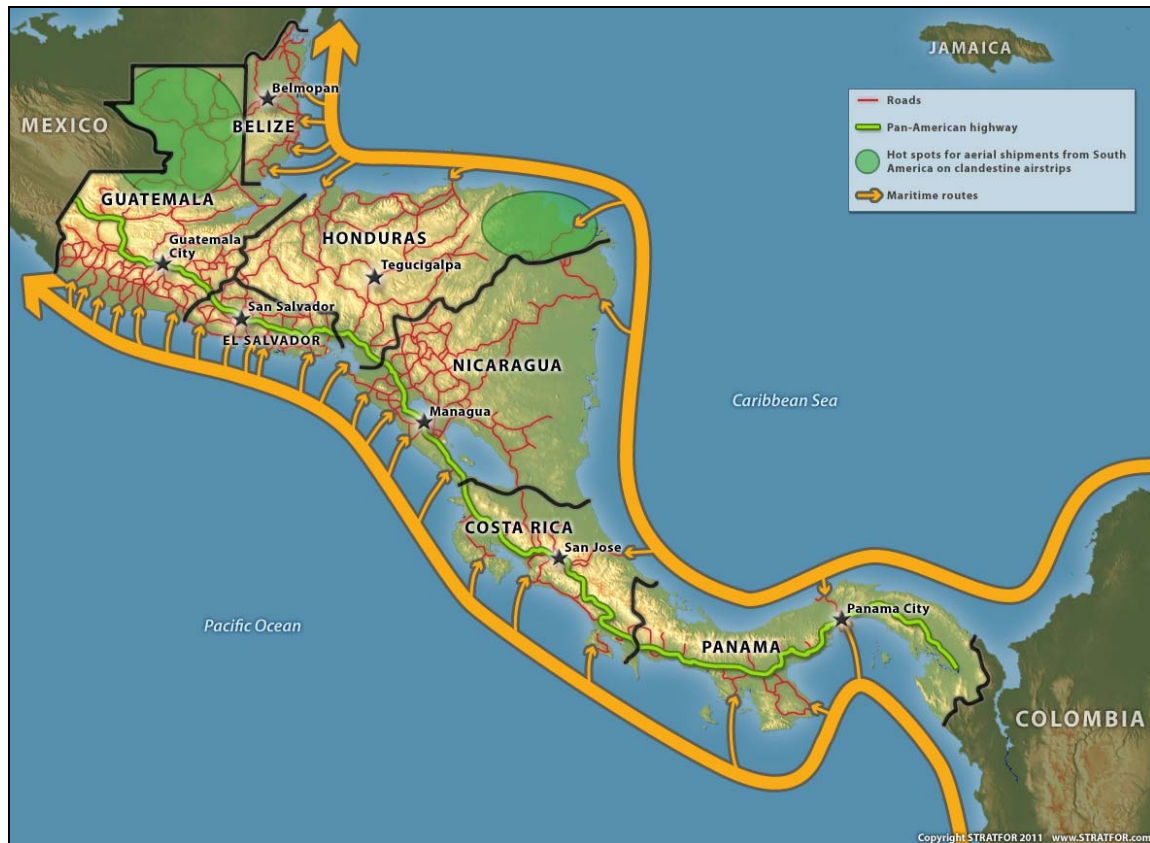 JAMAICA
Roads
Pan-American highway
Hot spots for aerial shipments from South
America on clandestine airstrips
Maritime routes
MEXICO
Belmopan
BELIZE
GUATEMALA
Guatemala
City
HONDURAS
Tegucigalpa
San Salvador
EL SALVADOR
NICARAGUA
Managua
Caribbean Sea
COSTA RICA
San Jose
Pacific Ocean
Panama City
PANAMA
COLOMBIA
Copyright STRATFOR 2011 www.STRATFOR.com